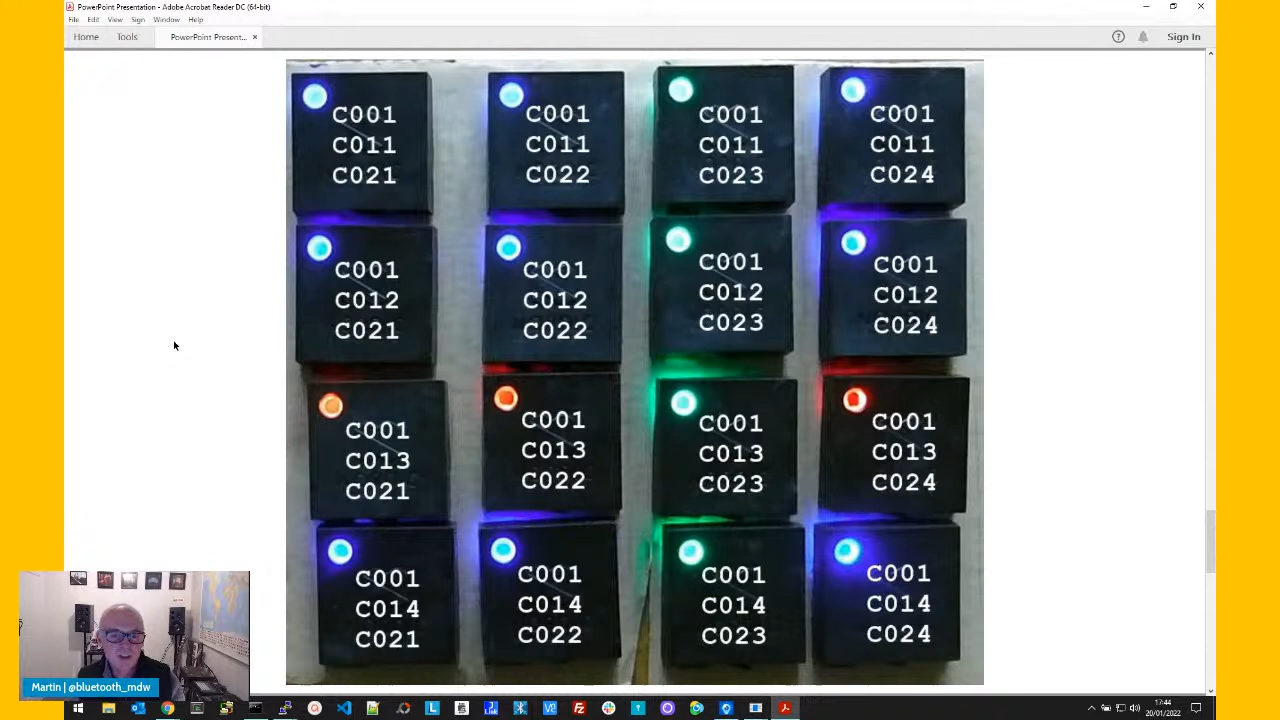 PowerPoint Presentation - Adobe Acrobat Reader DC (64-bit)
File Edit View Sign Window Help
Home Tools PowerPoint Present... × Sign In
C001
C011
C021
C001
C011
C022
C001
C011
C023
C001
C011
C024
C001
C012
C021
C001
C012
C022
C001
C012
C023
C001
C012
C024
C001
C013
C021
C001
C013
C022
C001
C013
C023
C001
C013
C024
C001
C014
C021
C001
C014
C022
C001
C014
C023
C001
C014
C024
Martin | @bluetooth_mdw
17:44
20/01/2022